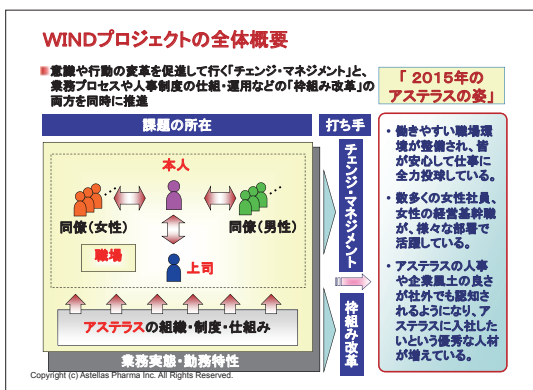 WINDプロジェクトの全体概要
意識や行動の変革を促進して行く「チェンジ・マネジメント」と、
業務プロセスや人事制度の仕組・運用などの「枠組み改革」の
両方を同時に推進
「 2015年の
アステラスの姿」
課題の所在
打ち手
本人
同僚(女性)
同僚(男性)
職場
上司
アステラスの組織・制度・仕組み
業務実態・勤務特性
チェンジ・マネジメント
枠組み改革
・ 働きやすい職場環
境が整備され、皆
が安心して仕事に
全力投球している。
・ 数多くの女性社員、
女性の経営基幹職
が、様々な部署で
活躍している。
・ アステラスの人事
や企業風土の良さ
が社外でも認知さ
れるようになり、ア
ステラスに入社した
いという優秀な人材
が増えている。
Copyright (c) Astellas Pharma Inc. All Rights Reserved.